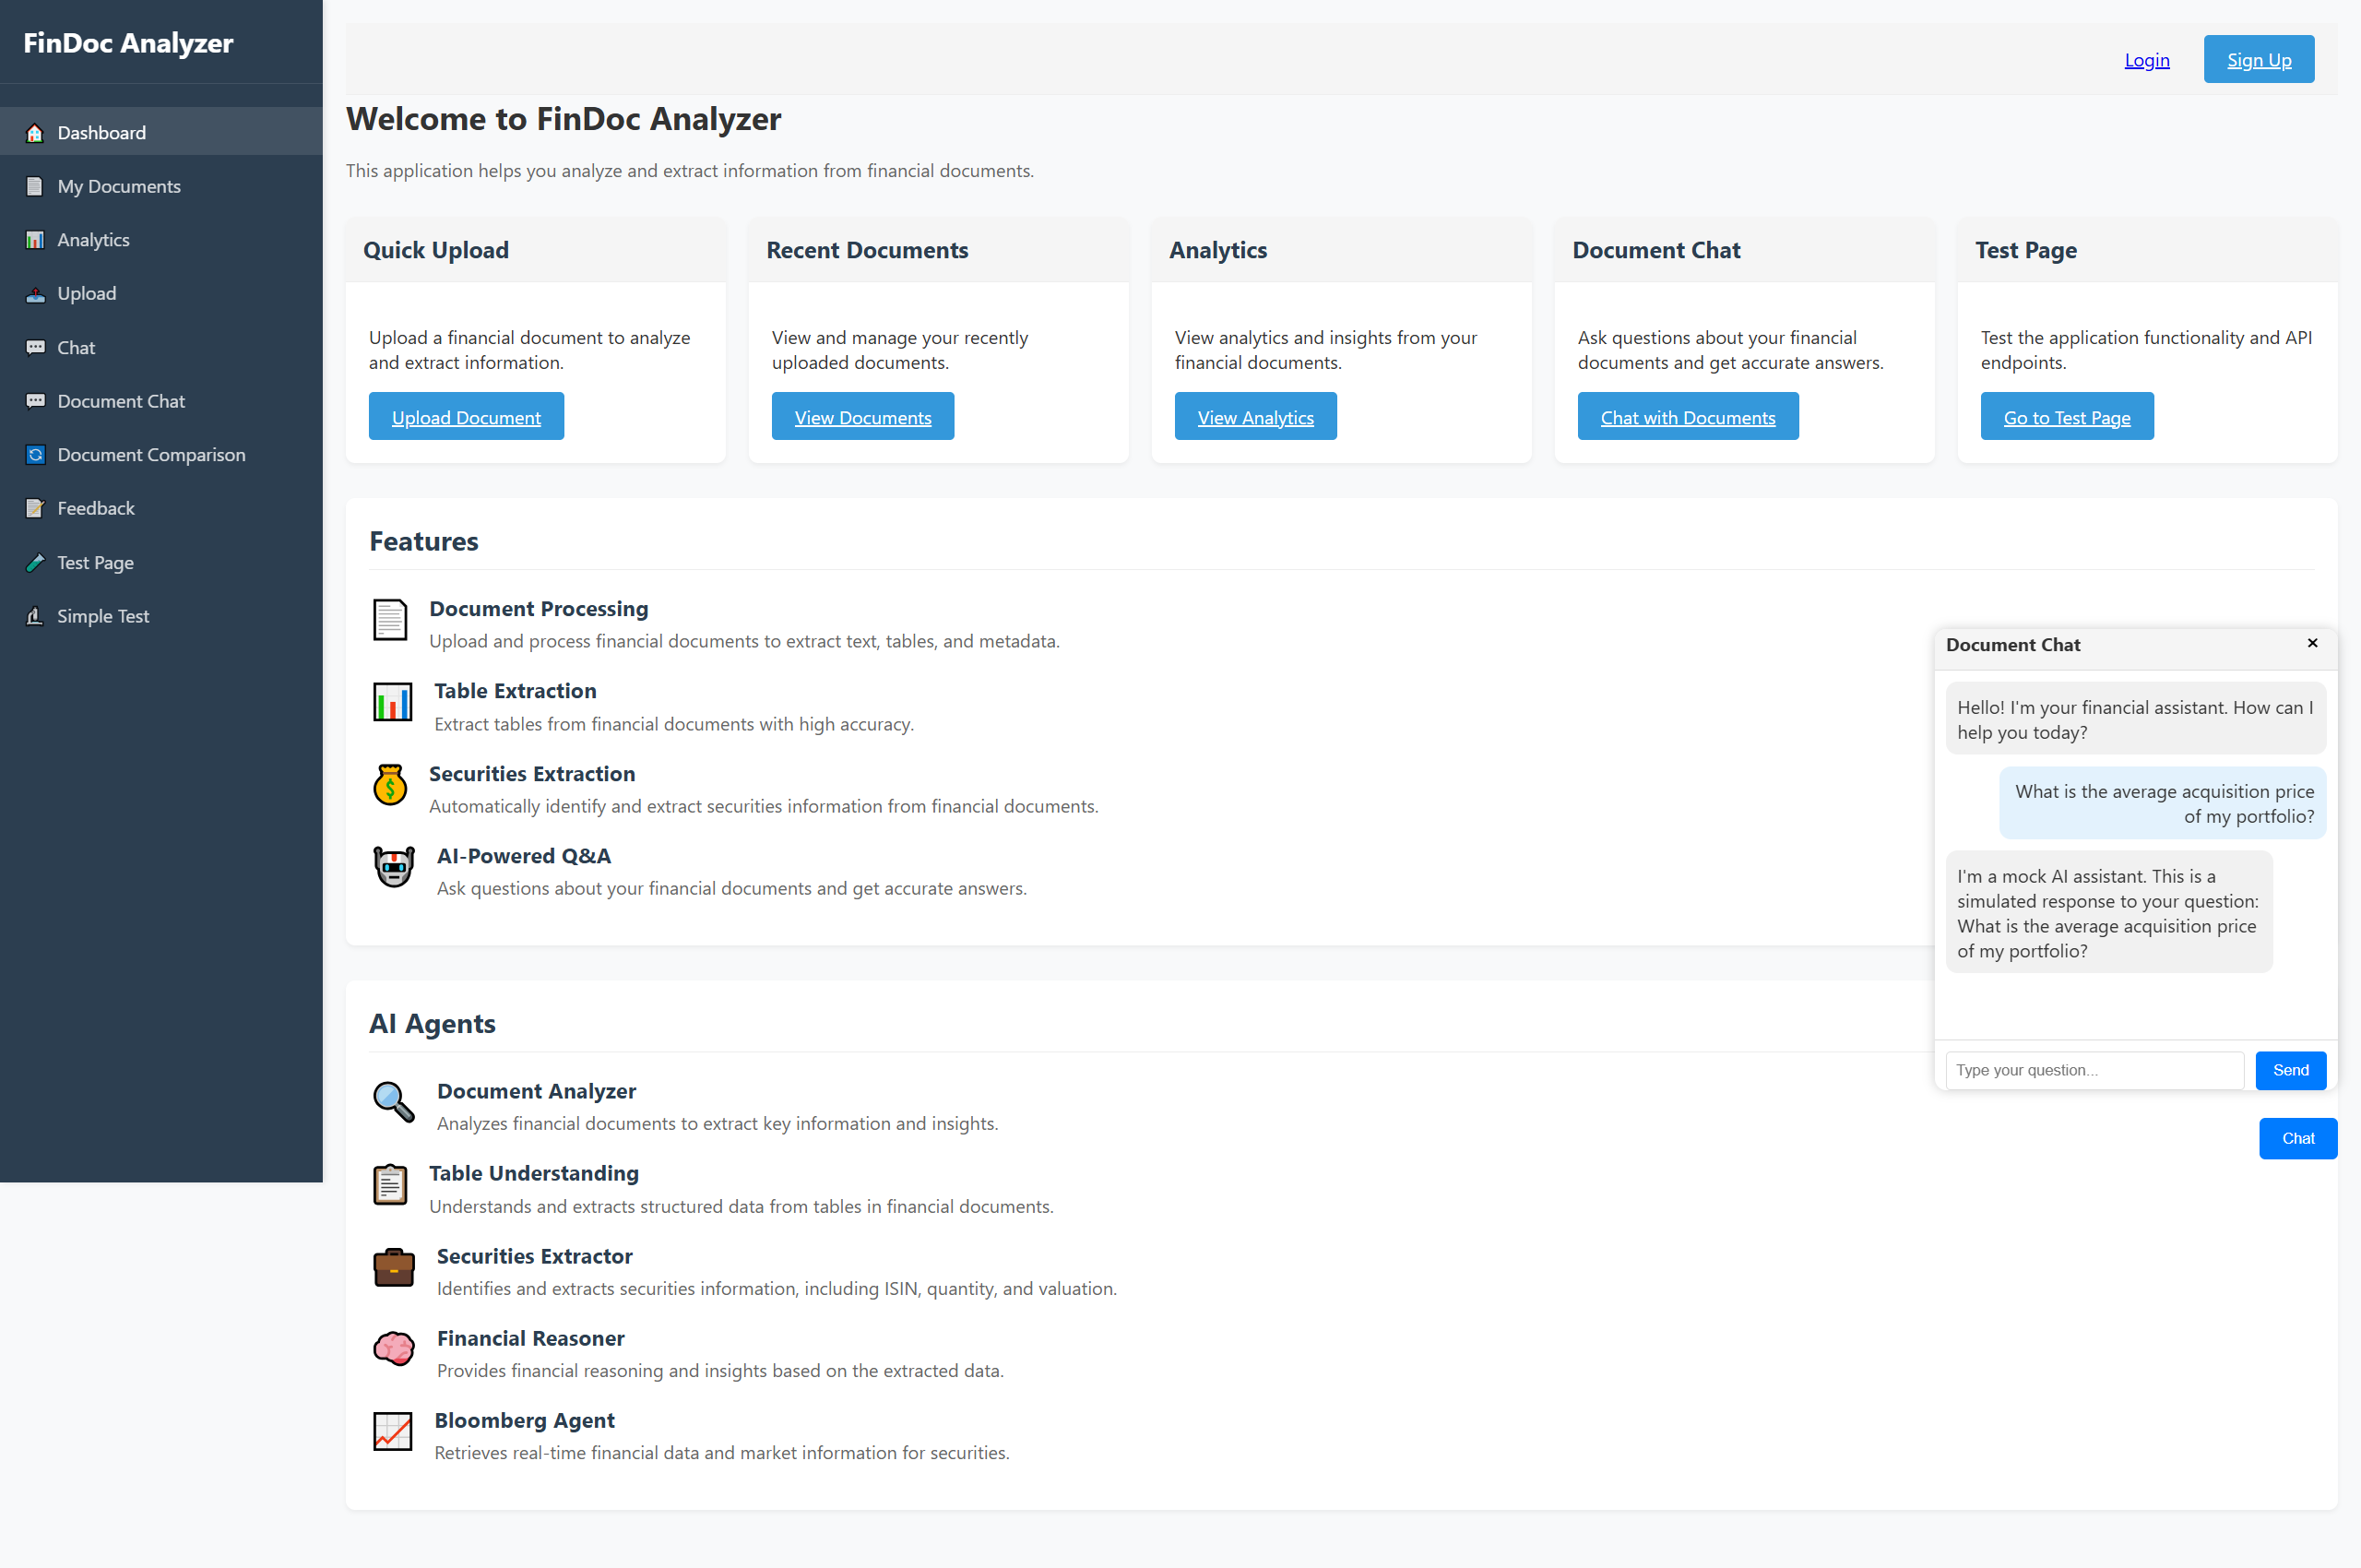 FinDoc Analyzer
Dashboard
My Documents
Analytics
Upload
Chat
Document Chat
Document Comparison
Feedback
Test Page
Simple Test
Login
Sign Up
Welcome to FinDoc Analyzer
This application helps you analyze and extract information from financial documents.
Quick Upload
Upload a financial document to analyze
and extract information.
Upload Document
Recent Documents
View and manage your recently
uploaded documents.
View Documents
Analytics
View analytics and insights from your
financial documents.
View Analytics
Document Chat
Ask questions about your financial
documents and get accurate answers.
Chat with Documents
Test Page
Test the application functionality and API
endpoints.
Go to Test Page
Features
Document Processing
Upload and process financial documents to extract text, tables, and metadata.
Table Extraction
Extract tables from financial documents with high accuracy.
Securities Extraction
Automatically identify and extract securities information from financial documents.
AI-Powered Q&A
Ask questions about your financial documents and get accurate answers.
AI Agents
Document Analyzer
Analyzes financial documents to extract key information and insights.
Table Understanding
Understands and extracts structured data from tables in financial documents.
Securities Extractor
Identifies and extracts securities information, including ISIN, quantity, and valuation.
Financial Reasoner
Provides financial reasoning and insights based on the extracted data.
Bloomberg Agent
Retrieves real-time financial data and market information for securities.
Document Chat
×
Hello! I'm your financial assistant. How can I
help you today?
What is the average acquisition price
of my portfolio?
I'm a mock AI assistant. This is a
simulated response to your question:
What is the average acquisition price
of my portfolio?
Type your question...
Send
Chat